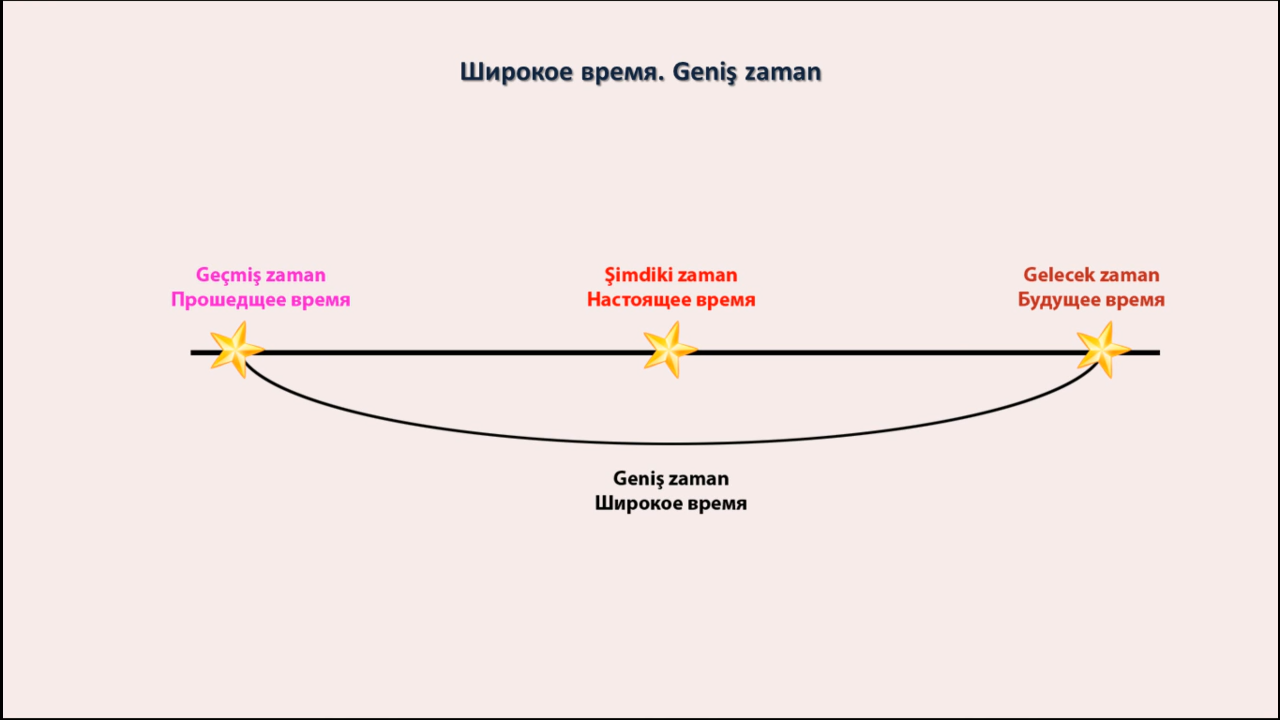 Широкое время. Geniş zaman
Geçmiş zaman
Прошедщее время
Şimdiki zaman
Настоящее время
Gelecek zaman
Будущее время
Geniş zaman
Широкое время